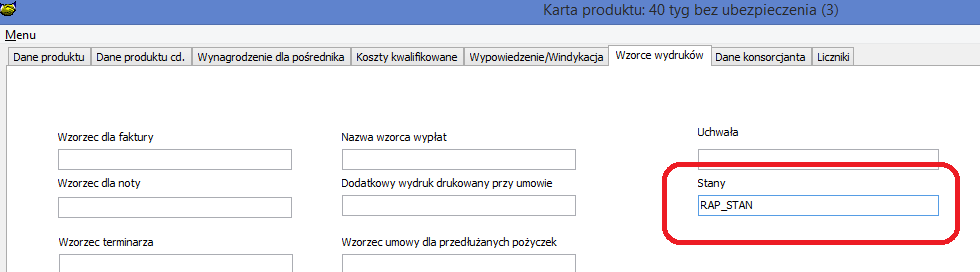 Karta produktu: 40 tyg bez ubezpieczenia (3)
Menu
Dane produktu Dane produktu cd. Wynagrodzenie dla pośrednika Koszty kwalifikowane Wypowiedzenie/Windykacja Wzorce wydruków Dane konsorcjanta Liczniki
Wzorzec dla faktury Nazwa wzorca wypłat Uchwała
Wzorzec dla noty Dodatkowy wydruk drukowany przy umowie Stany
RAP_STAN
Wzorzec terminarza Wzorzec umowy dla przedłużanych pożyczek